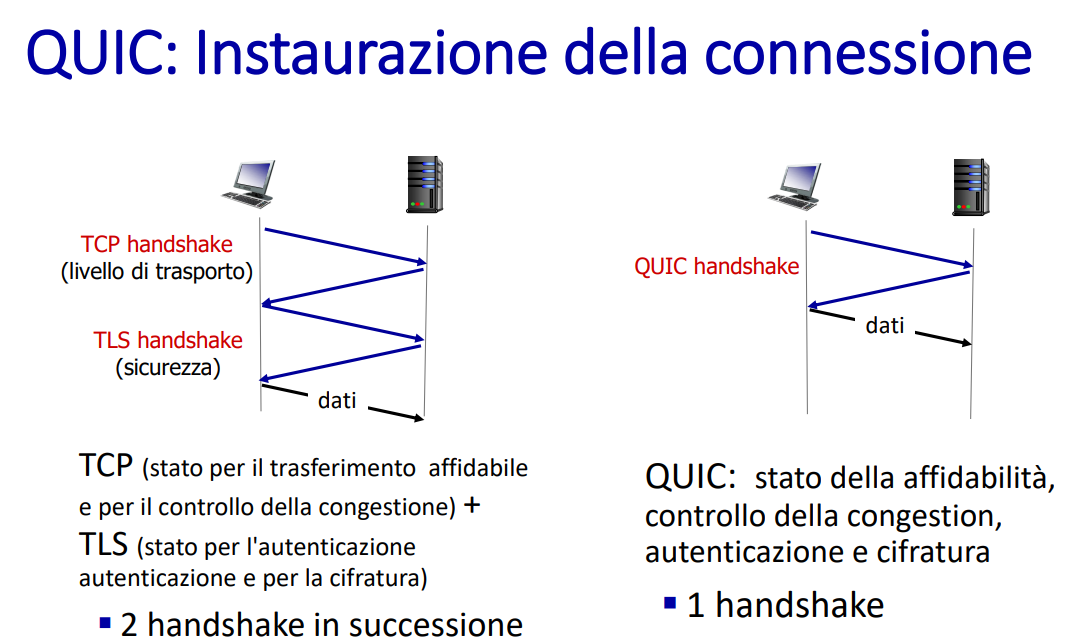 QUIC: Instaurazione della connessione
TCP handshake
(livello di trasporto)
TLS handshake
(sicurezza)
dati
TCP (stato per il trasferimento affidabile
e per il controllo della congestione) +
TLS (stato per l'autenticazione
autenticazione e per la cifratura)
▪ 2 handshake in successione
QUIC handshake
dati
QUIC: stato della affidabilità,
controllo della congestion,
autenticazione e cifratura
▪ 1 handshake